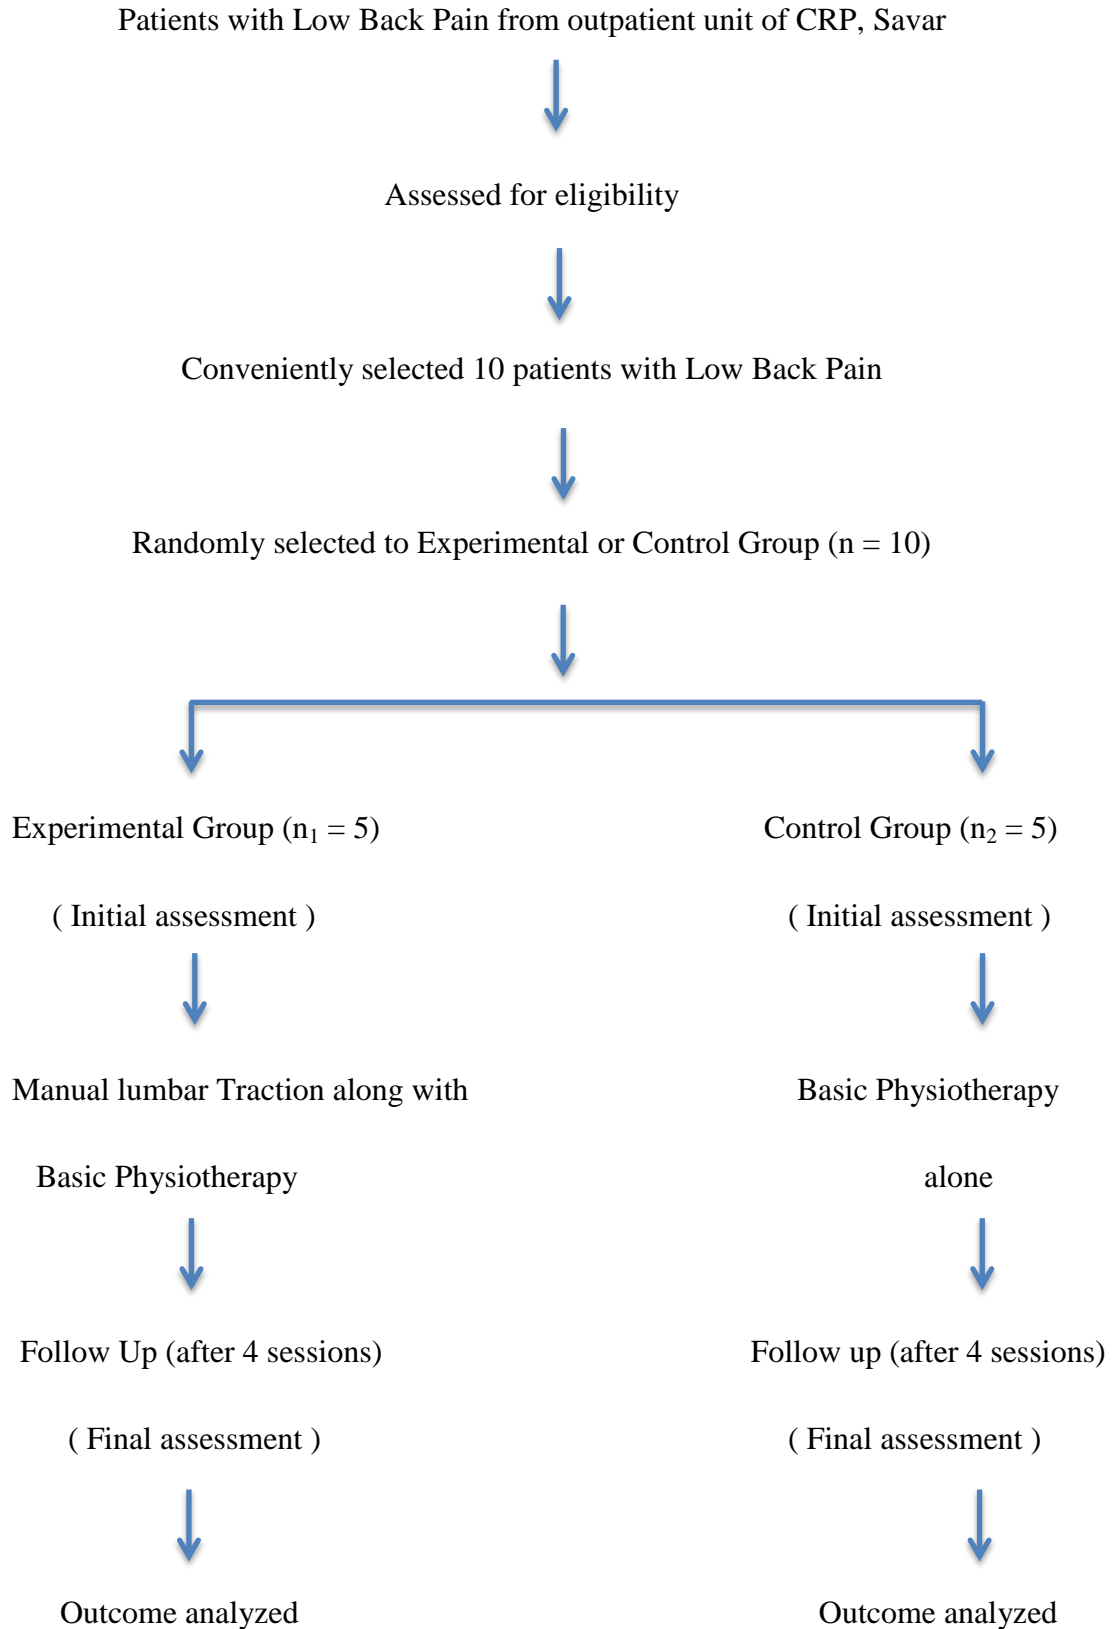 Patients with Low Back Pain from outpatient unit of CRP, Savar
Assessed for eligibility
Conveniently selected 10 patients with Low Back Pain
Randomly selected to Experimental or Control Group (n = 10)
Experimental Group (n₁ = 5)
( Initial assessment )
Manual lumbar Traction along with
Basic Physiotherapy
Follow Up (after 4 sessions)
( Final assessment )
Outcome analyzed
Control Group (n₂ = 5)
( Initial assessment )
Basic Physiotherapy
alone
Follow up (after 4 sessions)
( Final assessment )
Outcome analyzed